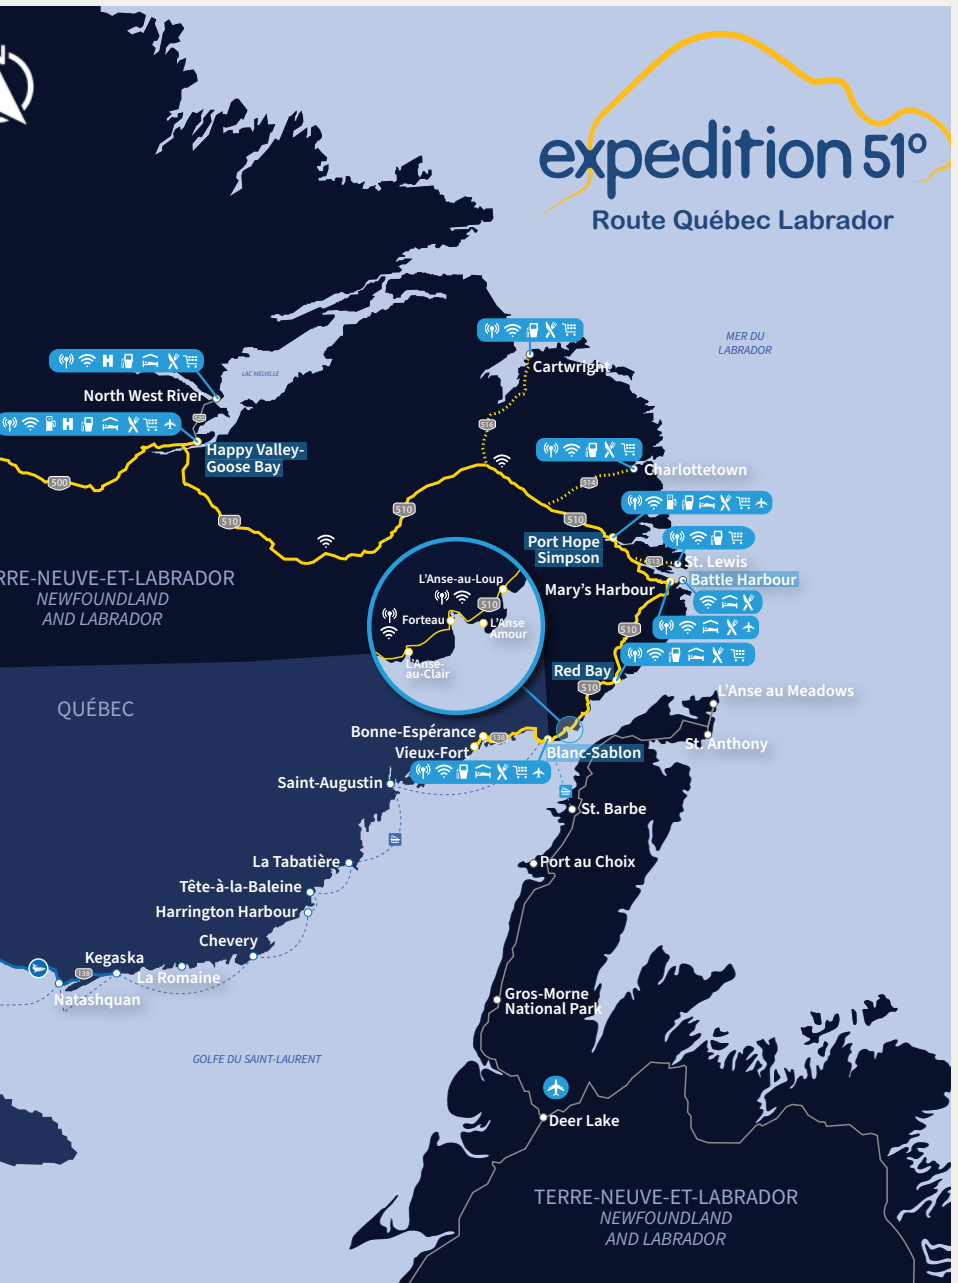 N
expedition 51º
Route Québec Labrador
MER DU
LABRADOR
Cartwright
H
LAC MELVILLE
North West River
520
H
Happy Valley-
Goose Bay
516
Charlottetown
500
514
510
510
510
Port Hope
Simpson
513
St. Lewis
Battle Harbour
Mary's Harbour
TERRE-NEUVE-ET-LABRADOR
NEWFOUNDLAND
AND LABRADOR
L'Anse-au-Loup
510
Forteau
L'Anse
Amour
L'Anse-
au-Clair
510
Red Bay
510
L'Anse au Meadows
QUÉBEC
Bonne-Espérance
138
St. Anthony
Vieux-Fort
Blanc-Sablon
Saint-Augustin
St. Barbe
La Tabatière
Port au Choix
Tête-à-la-Baleine
Harrington Harbour
Chevery
Kegaska
138
La Romaine
Natashquan
Gros-Morne
National Park
GOLFE DU SAINT-LAURENT
Deer Lake
TERRE-NEUVE-ET-LABRADOR
NEWFOUNDLAND
AND LABRADOR